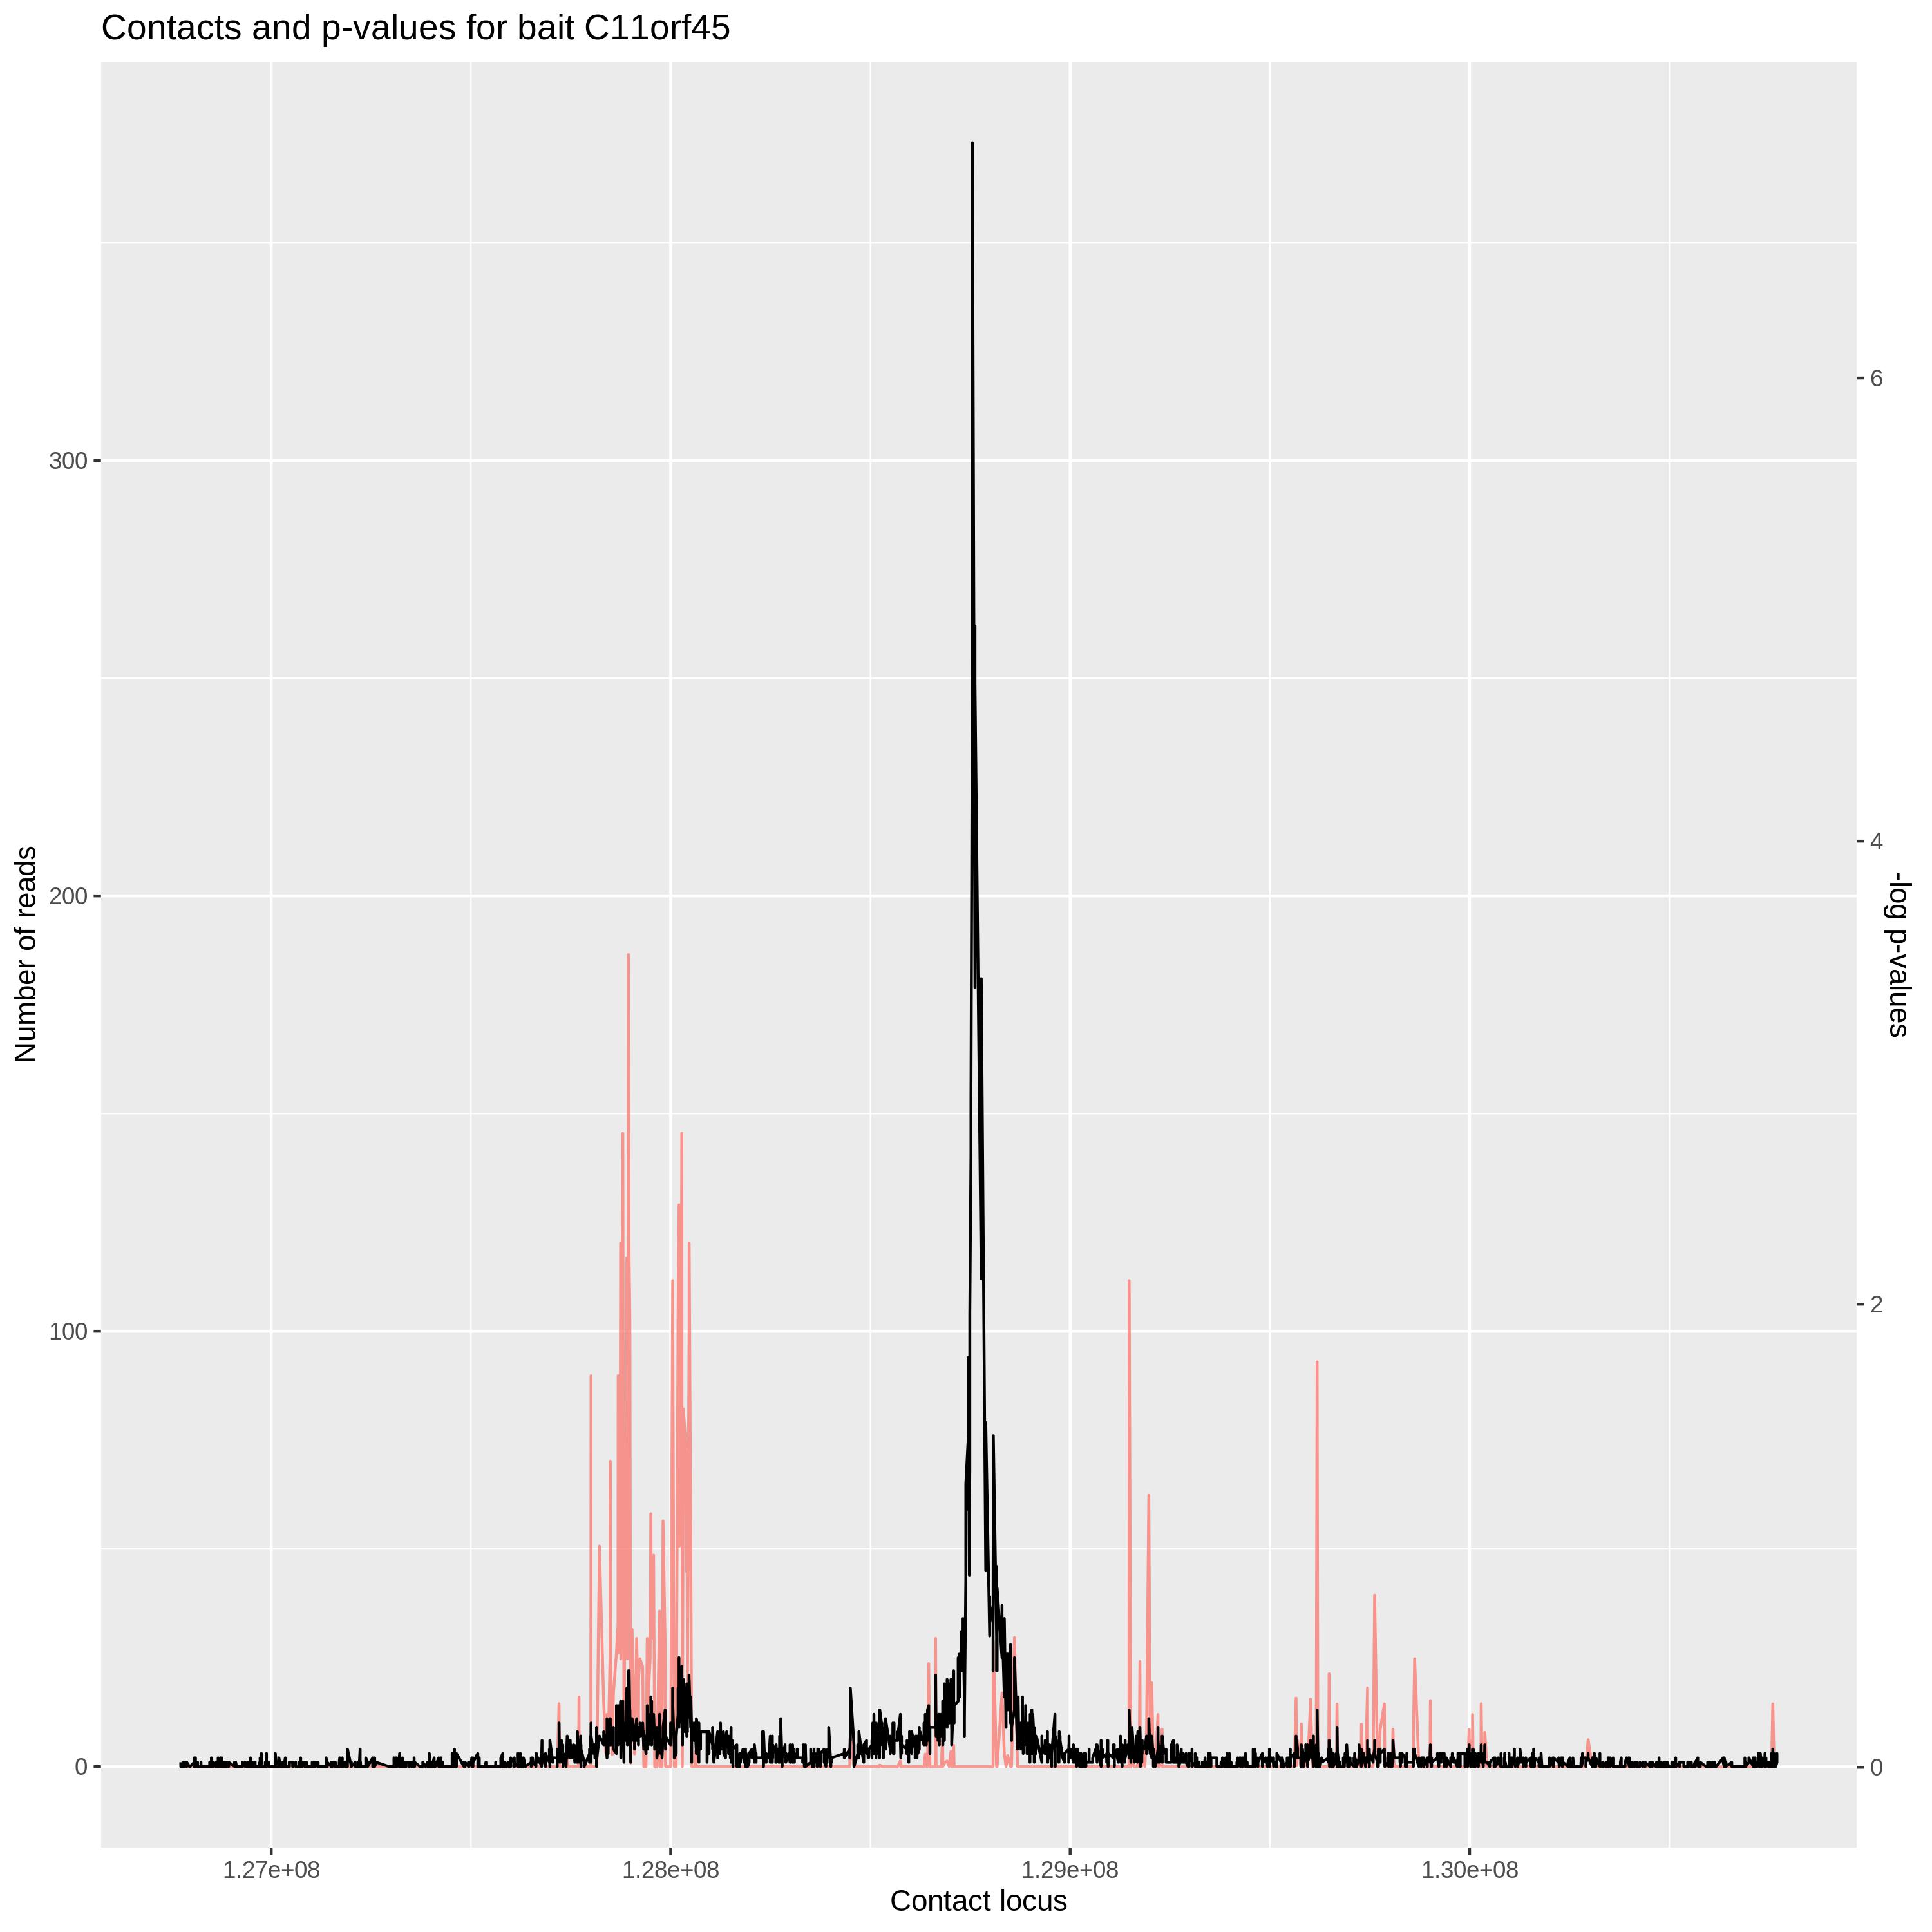 Contacts and p-values for bait C11orf45
Number of reads
300
200
100
0
6
4
2
0
-log p-values
1.27e+08 1.28e+08 1.29e+08 1.30e+08
Contact locus